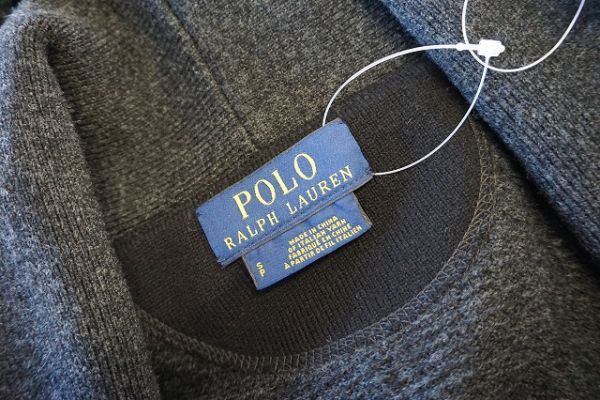 POLO
RALPH LAUREN
S
P
MADE IN CHINA
OF ITALIAN YARN
FABRIQUÉ EN CHINE
À PARTIR DE FIL ITALIEN